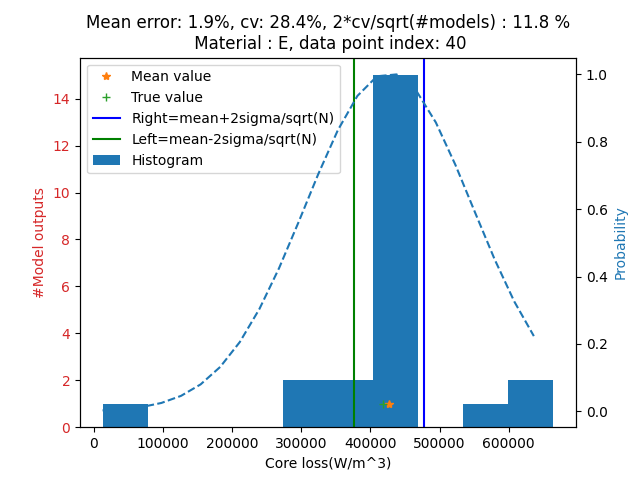 Mean error: 1.9%, cv: 28.4%, 2*cv/sqrt(#models) : 11.8 %
Material : E, data point index: 40
Mean value
True value
Right=mean+2sigma/sqrt(N)
Left=mean-2sigma/sqrt(N)
Histogram
#Model outputs
14
12
10
8
6
4
2
0
1.0
0.8
0.6
0.4
0.2
0.0
Probability
0 100000 200000 300000 400000 500000 600000
Core loss(W/m^3)